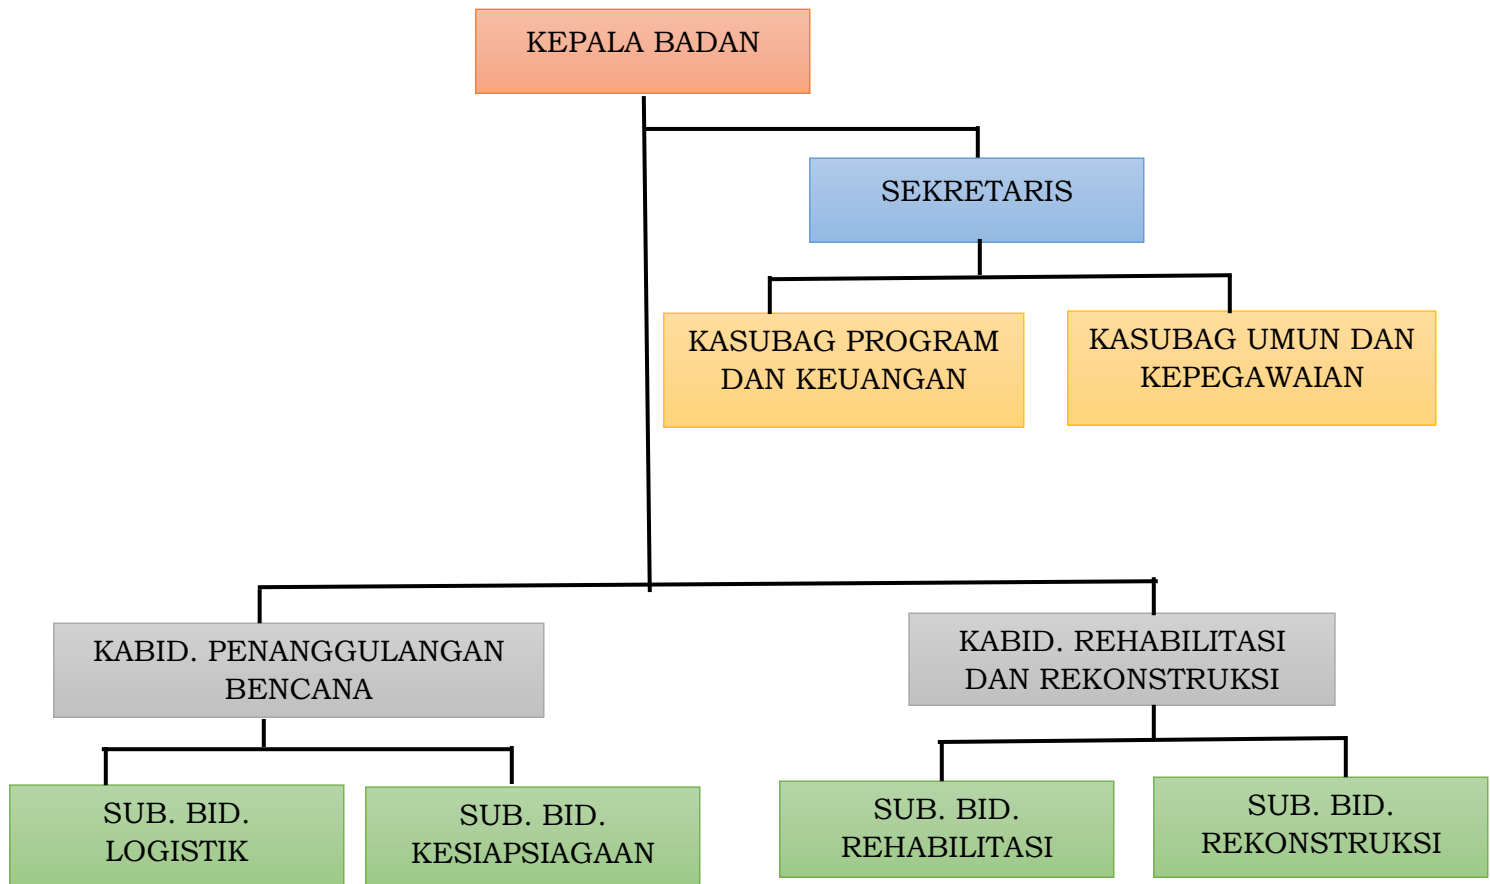 KEPALA BADAN
SEKRETARIS
KASUBAG PROGRAM
DAN KEUANGAN
KASUBAG UMUN DAN
KEPEGAWAIAN
KABID. PENANGGULANGAN
BENCANA
KABID. REHABILITASI
DAN REKONSTRUKSI
SUB. BID.
LOGISTIK
SUB. BID.
KESIAPSIAGAAN
SUB. BID.
REHABILITASI
SUB. BID.
REKONSTRUKSI